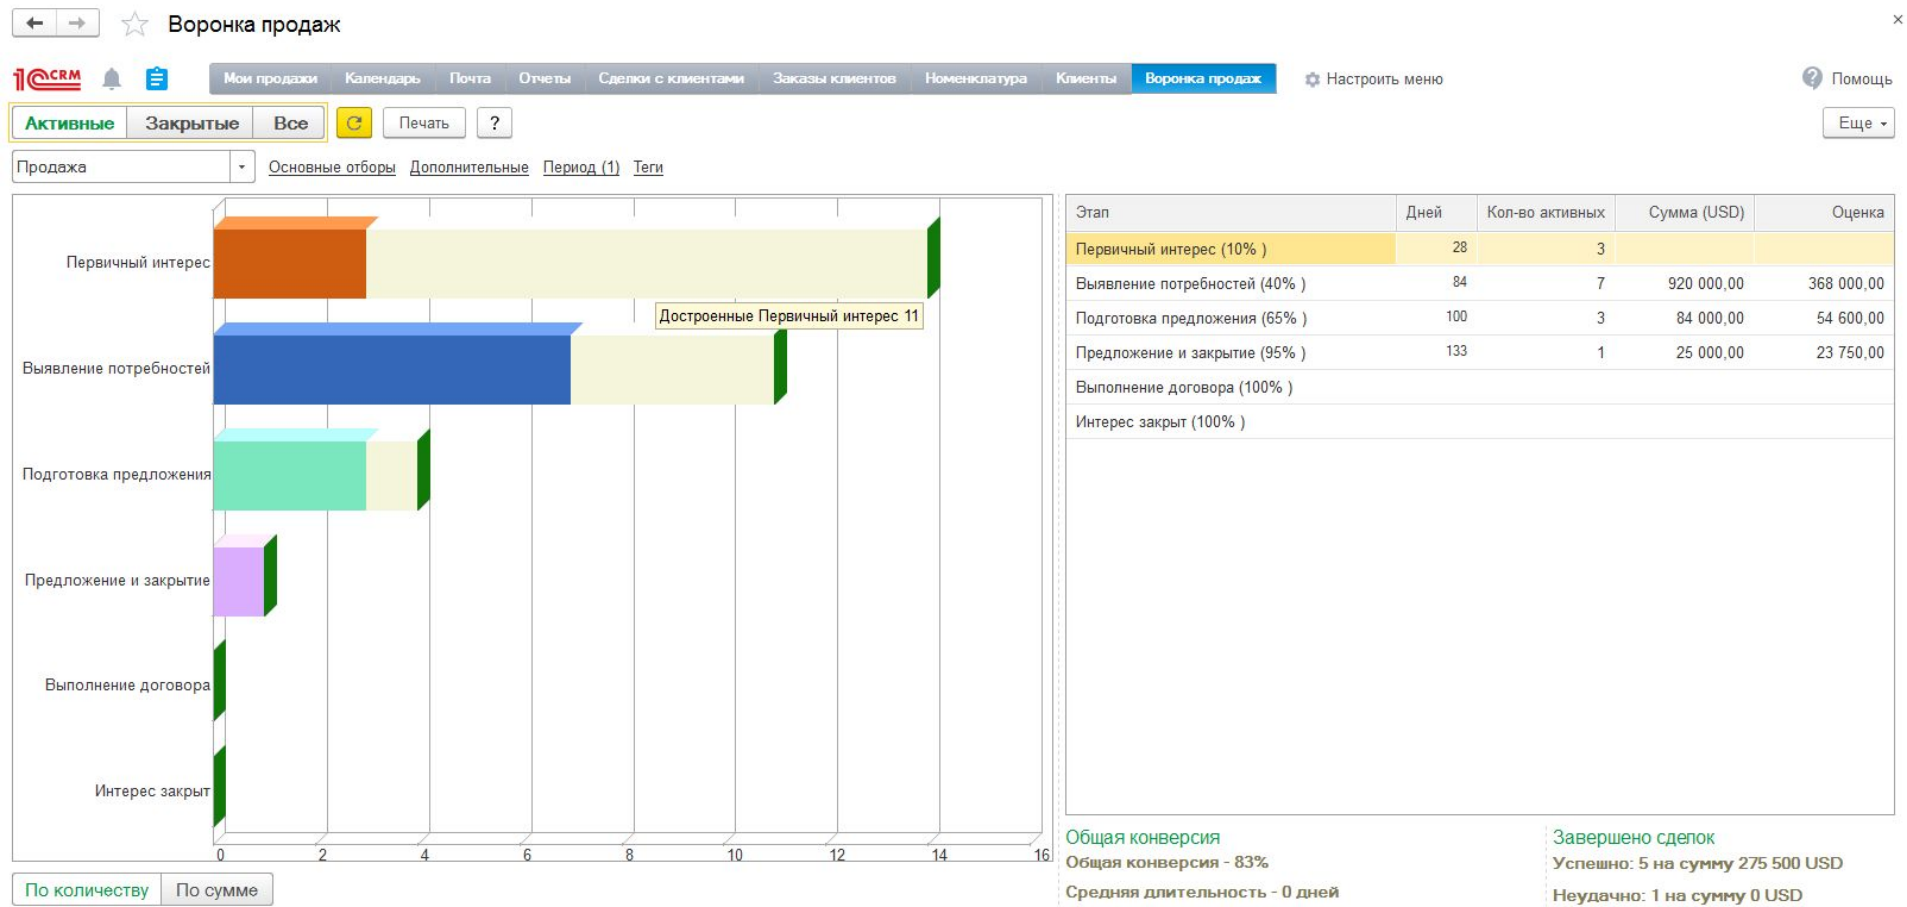 Воронка продаж
1С CRM Мои продажи Календарь Почта Отчеты Сделки с клиентами Заказы клиентов Номенклатура Клиенты Воронка продаж Настроить меню Помощь
Активные Закрытые Все Печать ? Еще
Продажа Основные отборы Дополнительные Период (1) Теги
Первичный интерес
Достроенные Первичный интерес 11
Выявление потребностей
Подготовка предложения
Предложение и закрытие
Выполнение договора
Интерес закрыт
0 2 4 6 8 10 12 14 16
По количеству По сумме
Этап Дней Кол-во активных Сумма (USD) Оценка
Первичный интерес (10% ) 28 3
Выявление потребностей (40% ) 84 7 920 000,00 368 000,00
Подготовка предложения (65% ) 100 3 84 000,00 54 600,00
Предложение и закрытие (95% ) 133 1 25 000,00 23 750,00
Выполнение договора (100% )
Интерес закрыт (100% )
Общая конверсия
Общая конверсия - 83%
Средняя длительность - 0 дней
Завершено сделок
Успешно: 5 на сумму 275 500 USD
Неудачно: 1 на сумму 0 USD